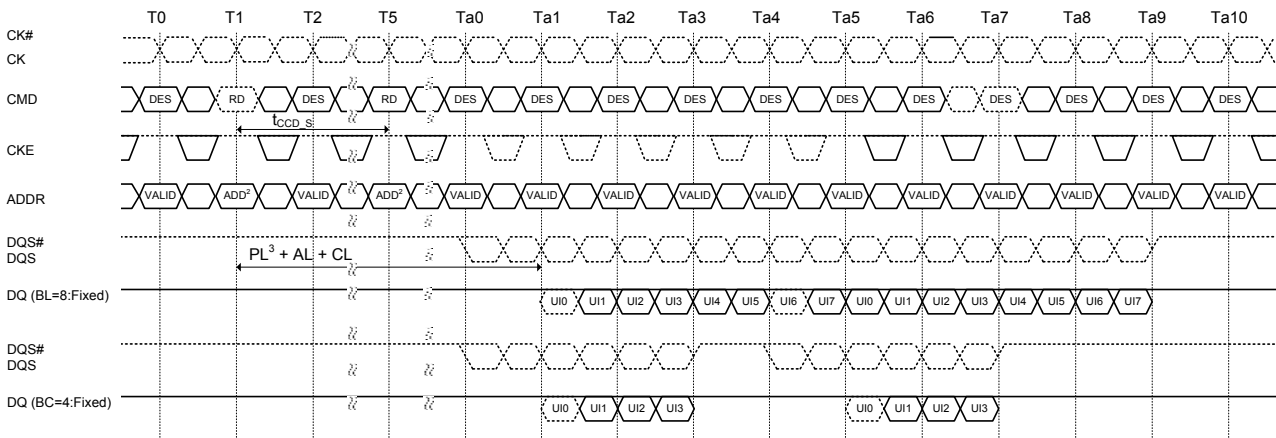 T0 T1 T2 T5 Ta0 Ta1 Ta2 Ta3 Ta4 Ta5 Ta6 Ta7 Ta8 Ta9 Ta10
CK#
CK
CMD DES RD DES RD DES DES DES DES DES DES DES DES DES DES DES
tCCD_S
CKE
ADDR VALID ADD² VALID ADD² VALID VALID VALID VALID VALID VALID VALID VALID VALID VALID VALID
DQS#
DQS
PL³ + AL + CL
DQ (BL=8:Fixed) UI0 UI1 UI2 UI3 UI4 UI5 UI6 UI7 UI0 UI1 UI2 UI3 UI4 UI5 UI6 UI7
DQS#
DQS
DQ (BC=4:Fixed) UI0 UI1 UI2 UI3 UI0 UI1 UI2 UI3